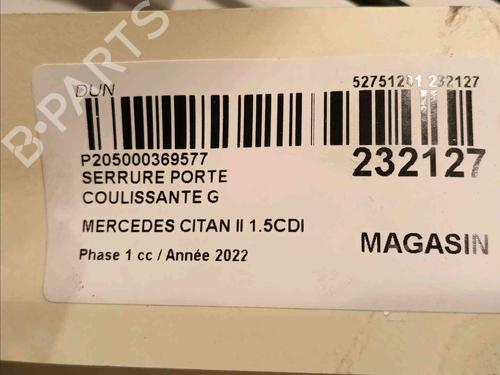 B-PARTS
DUN
52751201 232127
P205000369577
232127
SERRURE PORTE
COULISSANTE G
MERCEDES CITAN II 1.5CDI
MAGASIN
Phase 1 cc / Année 2022